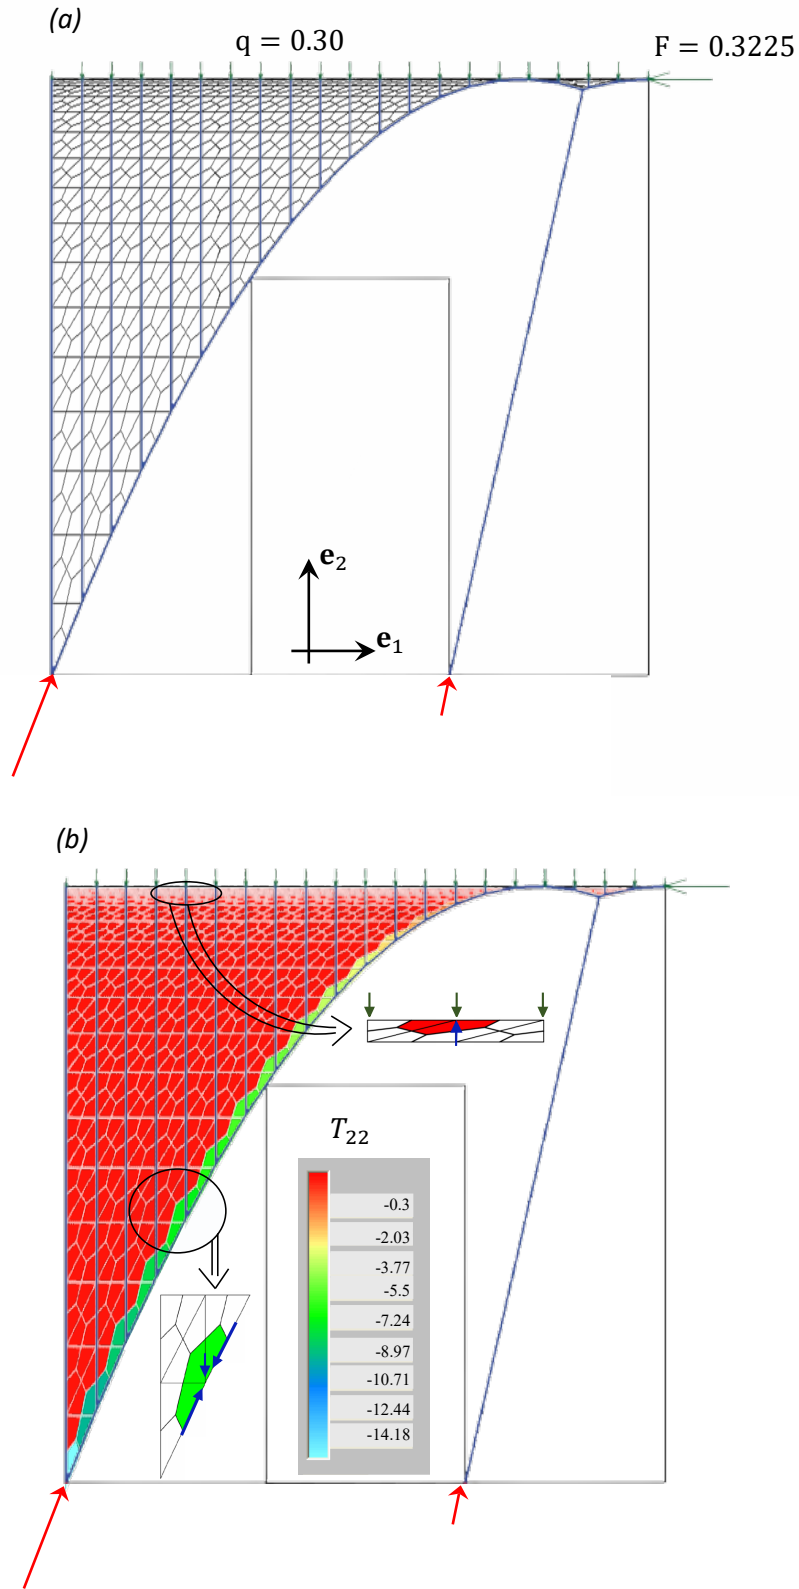 (a)
q = 0.30
F = 0.3225
e₂
e₁
(b)
T₂₂
-0.3
-2.03
-3.77
-5.5
-7.24
-8.97
-10.71
-12.44
-14.18